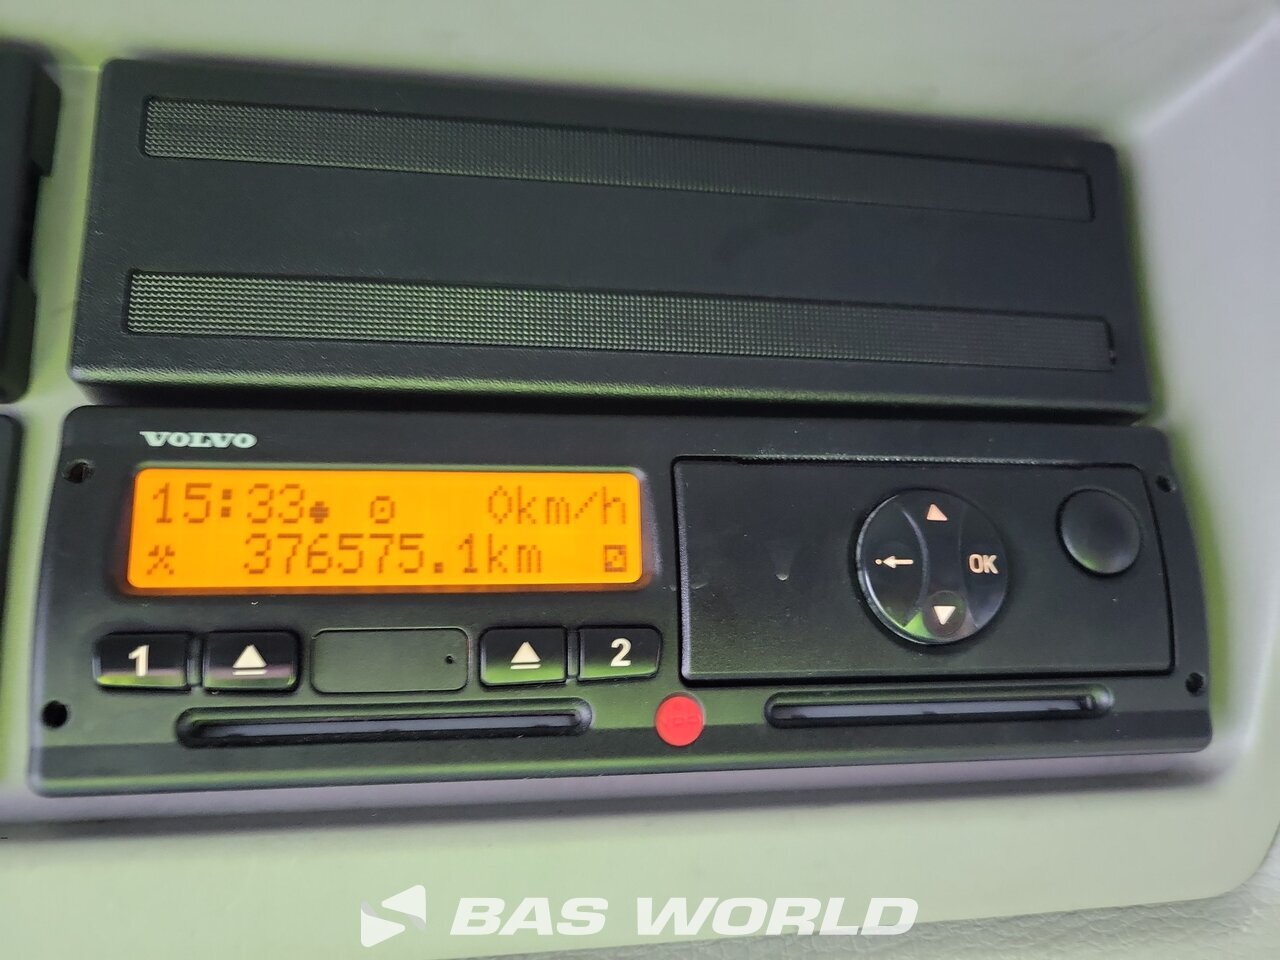 VOLVO
15:33 0km/h
376575.1km
1
2
OK
BAS WORLD